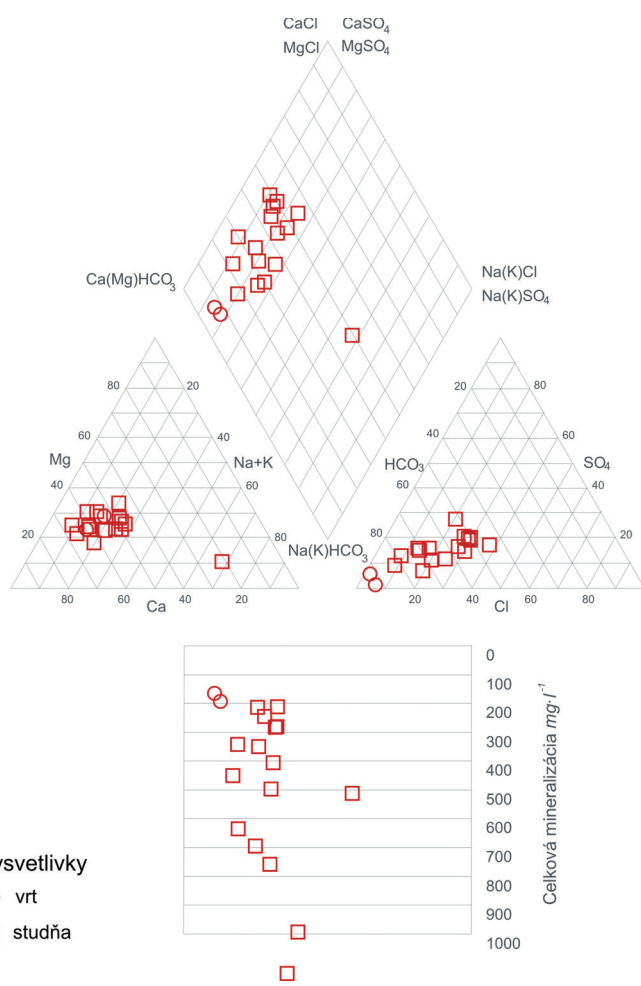 CaCl CaSO4
MgCl MgSO4
Ca(Mg)HCO3
Na(K)Cl
Na(K)SO4
80 20 20 80
60 40 40 60
Mg Na+K HCO3 SO4
40 60 60 40
20 80 80 20
Na(K)HCO3
80 60 40 20 20 40 60 80
Ca Cl
0
100
200
300
400
500
600
700
800
900
1000
Celková mineralizácia mg·l-1
ysvetlivky
vrt
studňa